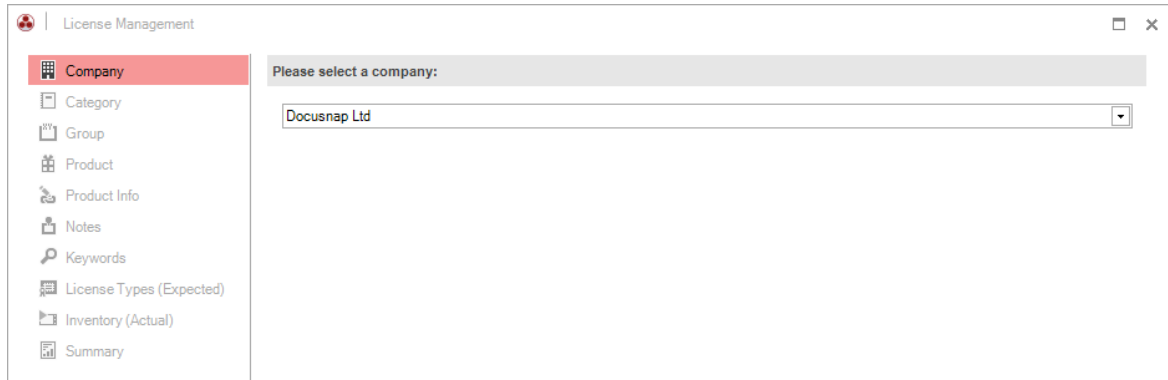 License Management
Company
Please select a company:
Category
Docusnap Ltd
Group
Product
Product Info
Notes
Keywords
License Types (Expected)
Inventory (Actual)
Summary